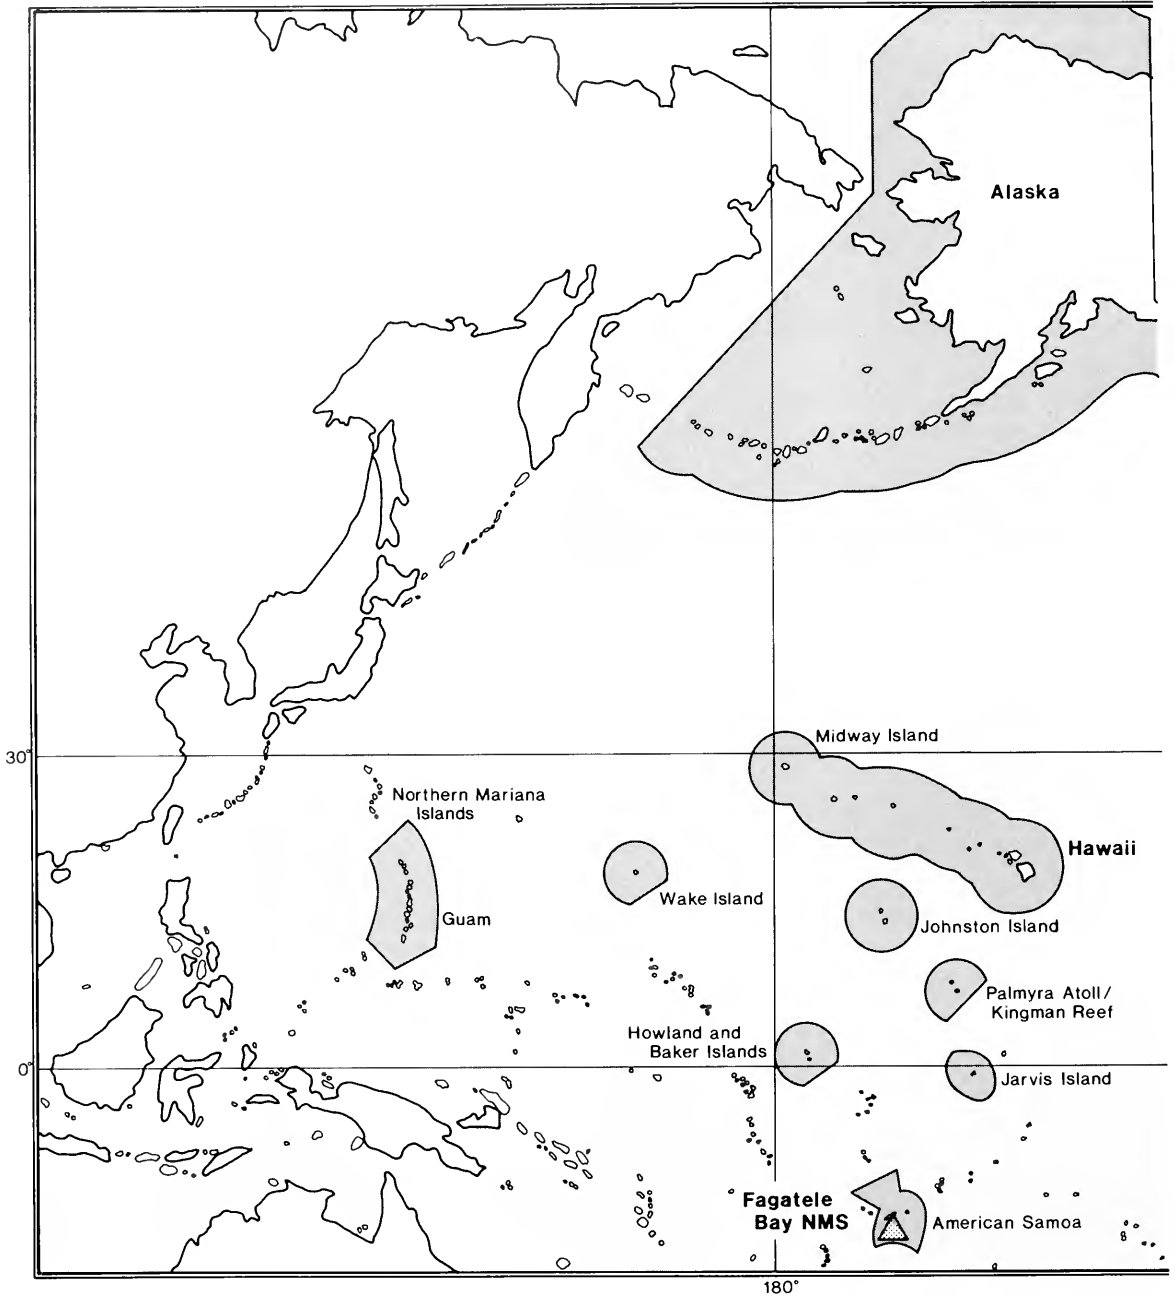 Alaska
30°
Midway Island
Northern Mariana
Islands
Hawaii
Wake Island
Guam
Johnston Island
Palmyra Atoll/
Kingman Reef
Howland and
Baker Islands
0°
Jarvis Island
Fagatele
Bay NMS
American Samoa
180°